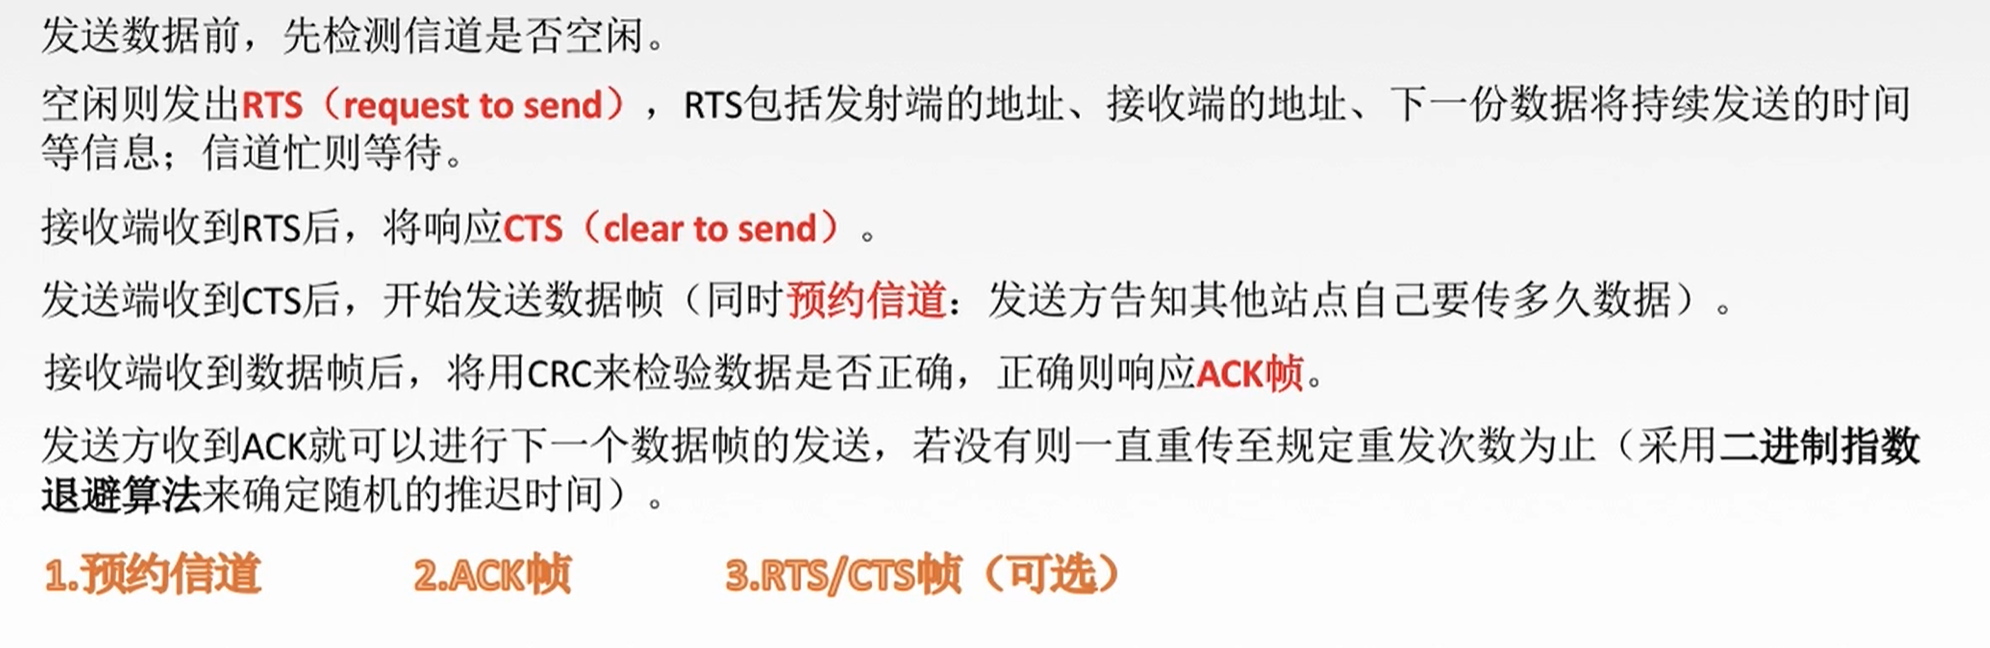 发送数据前，先检测信道是否空闲。
空闲则发出RTS（request to send），RTS包括发射端的地址、接收端的地址、下一份数据将持续发送的时间
等信息；信道忙则等待。
接收端收到RTS后，将响应CTS（clear to send）。
发送端收到CTS后，开始发送数据帧（同时预约信道：发送方告知其他站点自己要传多久数据）。
接收端收到数据帧后，将用CRC来检验数据是否正确，正确则响应ACK帧。
发送方收到ACK就可以进行下一个数据帧的发送，若没有则一直重传至规定重发次数为止（采用二进制指数
退避算法来确定随机的推迟时间）。
1.预约信道 2.ACK帧 3.RTS/CTS帧（可选）